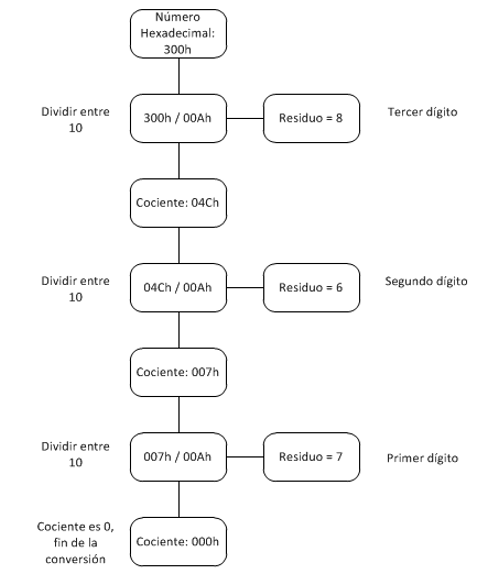 Número
Hexadecimal:
300h
Dividir entre
10
300h / 00Ah
Residuo = 8
Tercer dígito
Cociente: 04Ch
Dividir entre
10
04Ch / 00Ah
Residuo = 6
Segundo dígito
Cociente: 007h
Dividir entre
10
007h / 00Ah
Residuo = 7
Primer dígito
Cociente es 0,
fin de la
conversión
Cociente: 000h